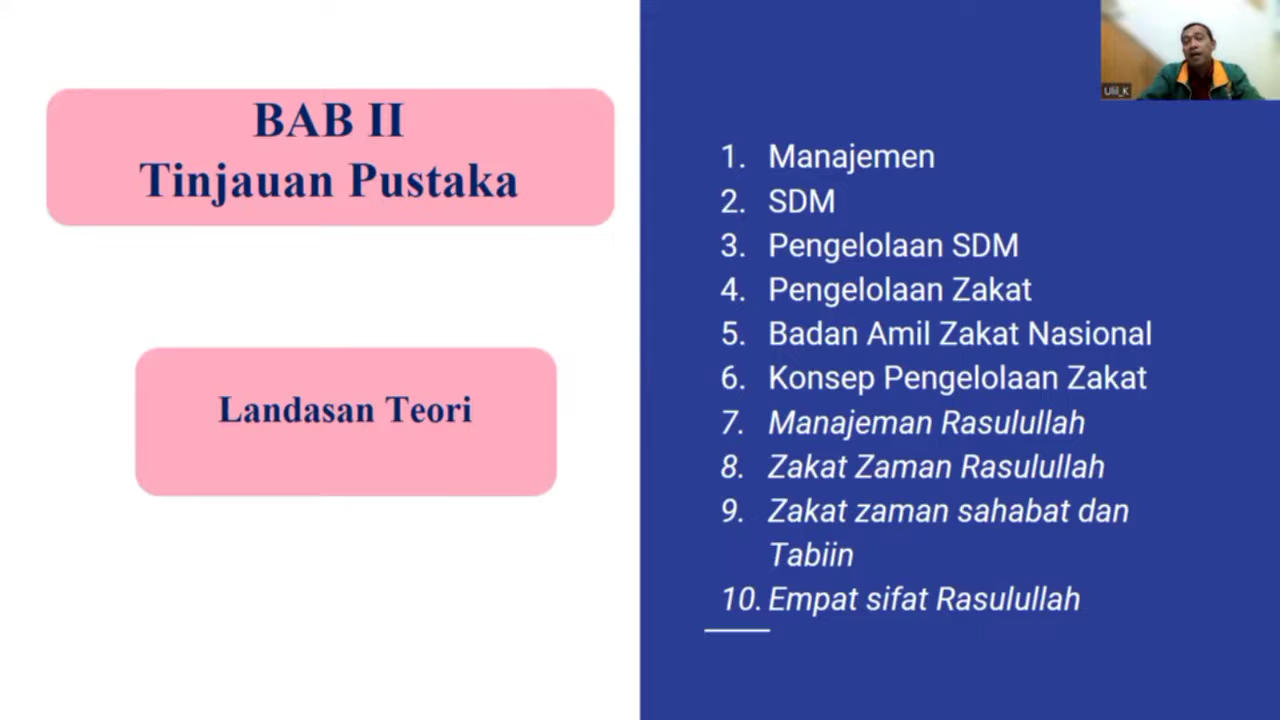 BAB II
Tinjauan Pustaka
Landasan Teori
1. Manajemen
2. SDM
3. Pengelolaan SDM
4. Pengelolaan Zakat
5. Badan Amil Zakat Nasional
6. Konsep Pengelolaan Zakat
7. Manajeman Rasulullah
8. Zakat Zaman Rasulullah
9. Zakat zaman sahabat dan
Tabiin
10. Empat sifat Rasulullah
Ulil_K